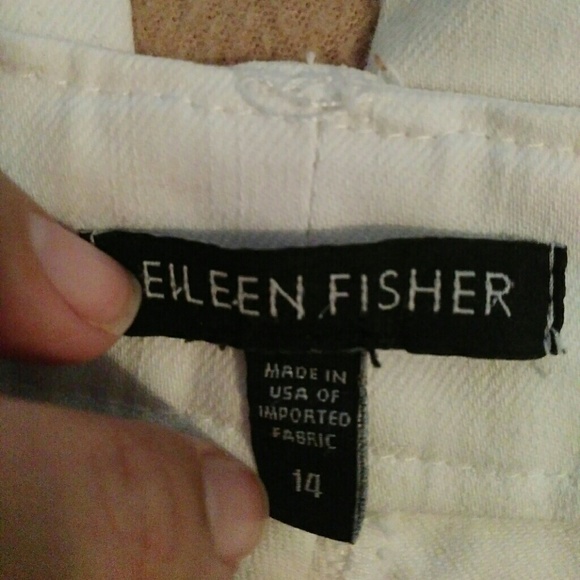 EILEEN FISHER
MADE IN
USA OF
IMPORTED
FABRIC
14